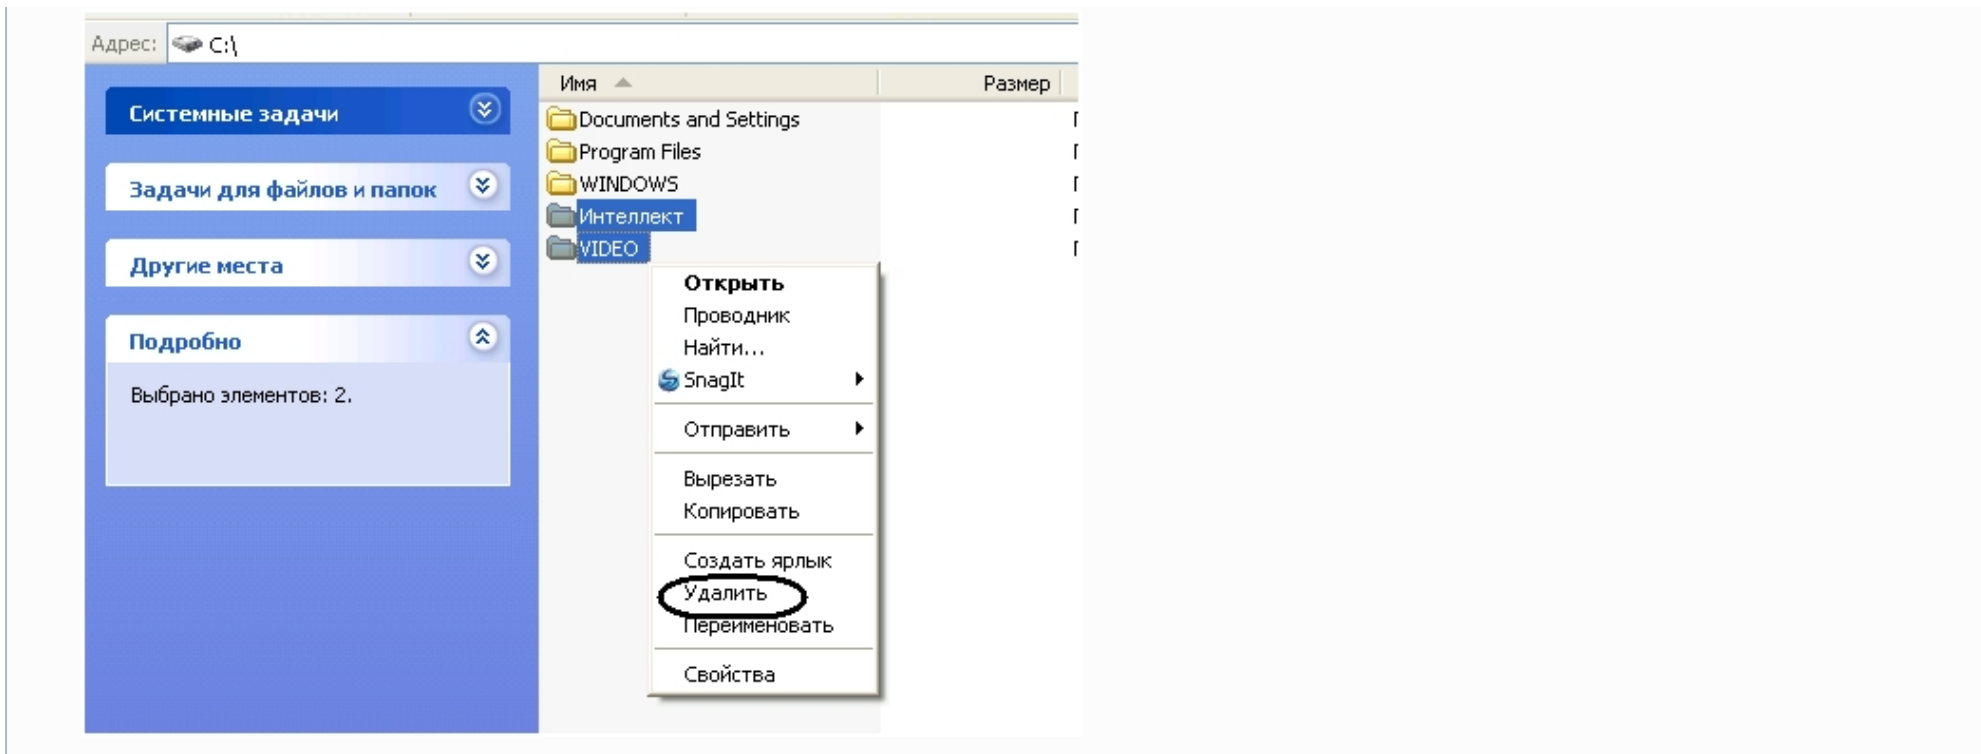 Адрес: C:\
Имя Размер
Системные задачи
Задачи для файлов и папок
Другие места
Подробно
Выбрано элементов: 2.
Documents and Settings
Program Files
WINDOWS
Интеллект
VIDEO
Открыть
Проводник
Найти...
SnagIt
Отправить
Вырезать
Копировать
Создать ярлык
Удалить
Переименовать
Свойства